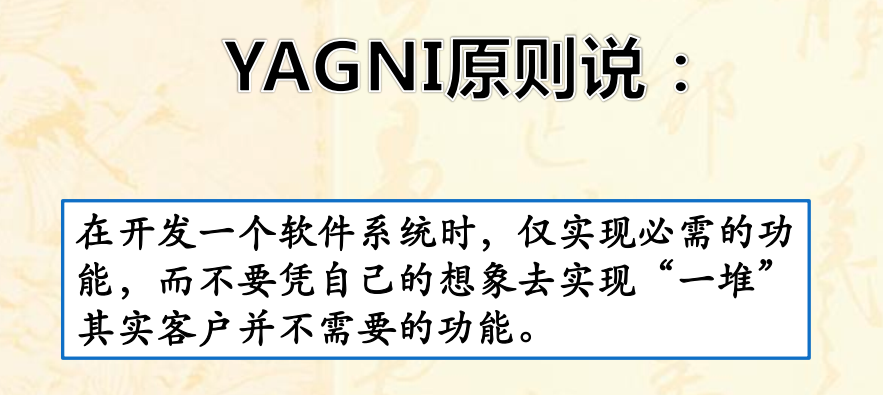 YAGNI原则说：
在开发一个软件系统时，仅实现必需的功
能，而不要凭自己的想象去实现“一堆”
其实客户并不需要的功能。